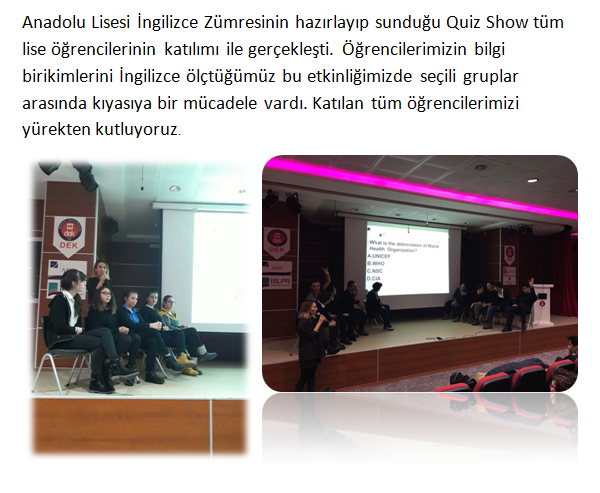 Anadolu Lisesi İngilizce Zümresinin hazırlayıp sunduğu Quiz Show tüm
lise öğrencilerinin katılımı ile gerçekleşti. Öğrencilerimizin bilgi
birikimlerini İngilizce ölçtüğümüz bu etkinliğimizde seçili gruplar
arasında kıyasıya bir mücadele vardı. Katılan tüm öğrencilerimizi
yürekten kutluyoruz.
DEK
What is the abbreviation of World
Health Organization?
A.UNICEF
B.WHO
C.NSC
D.CIA
DEK
ISLPR